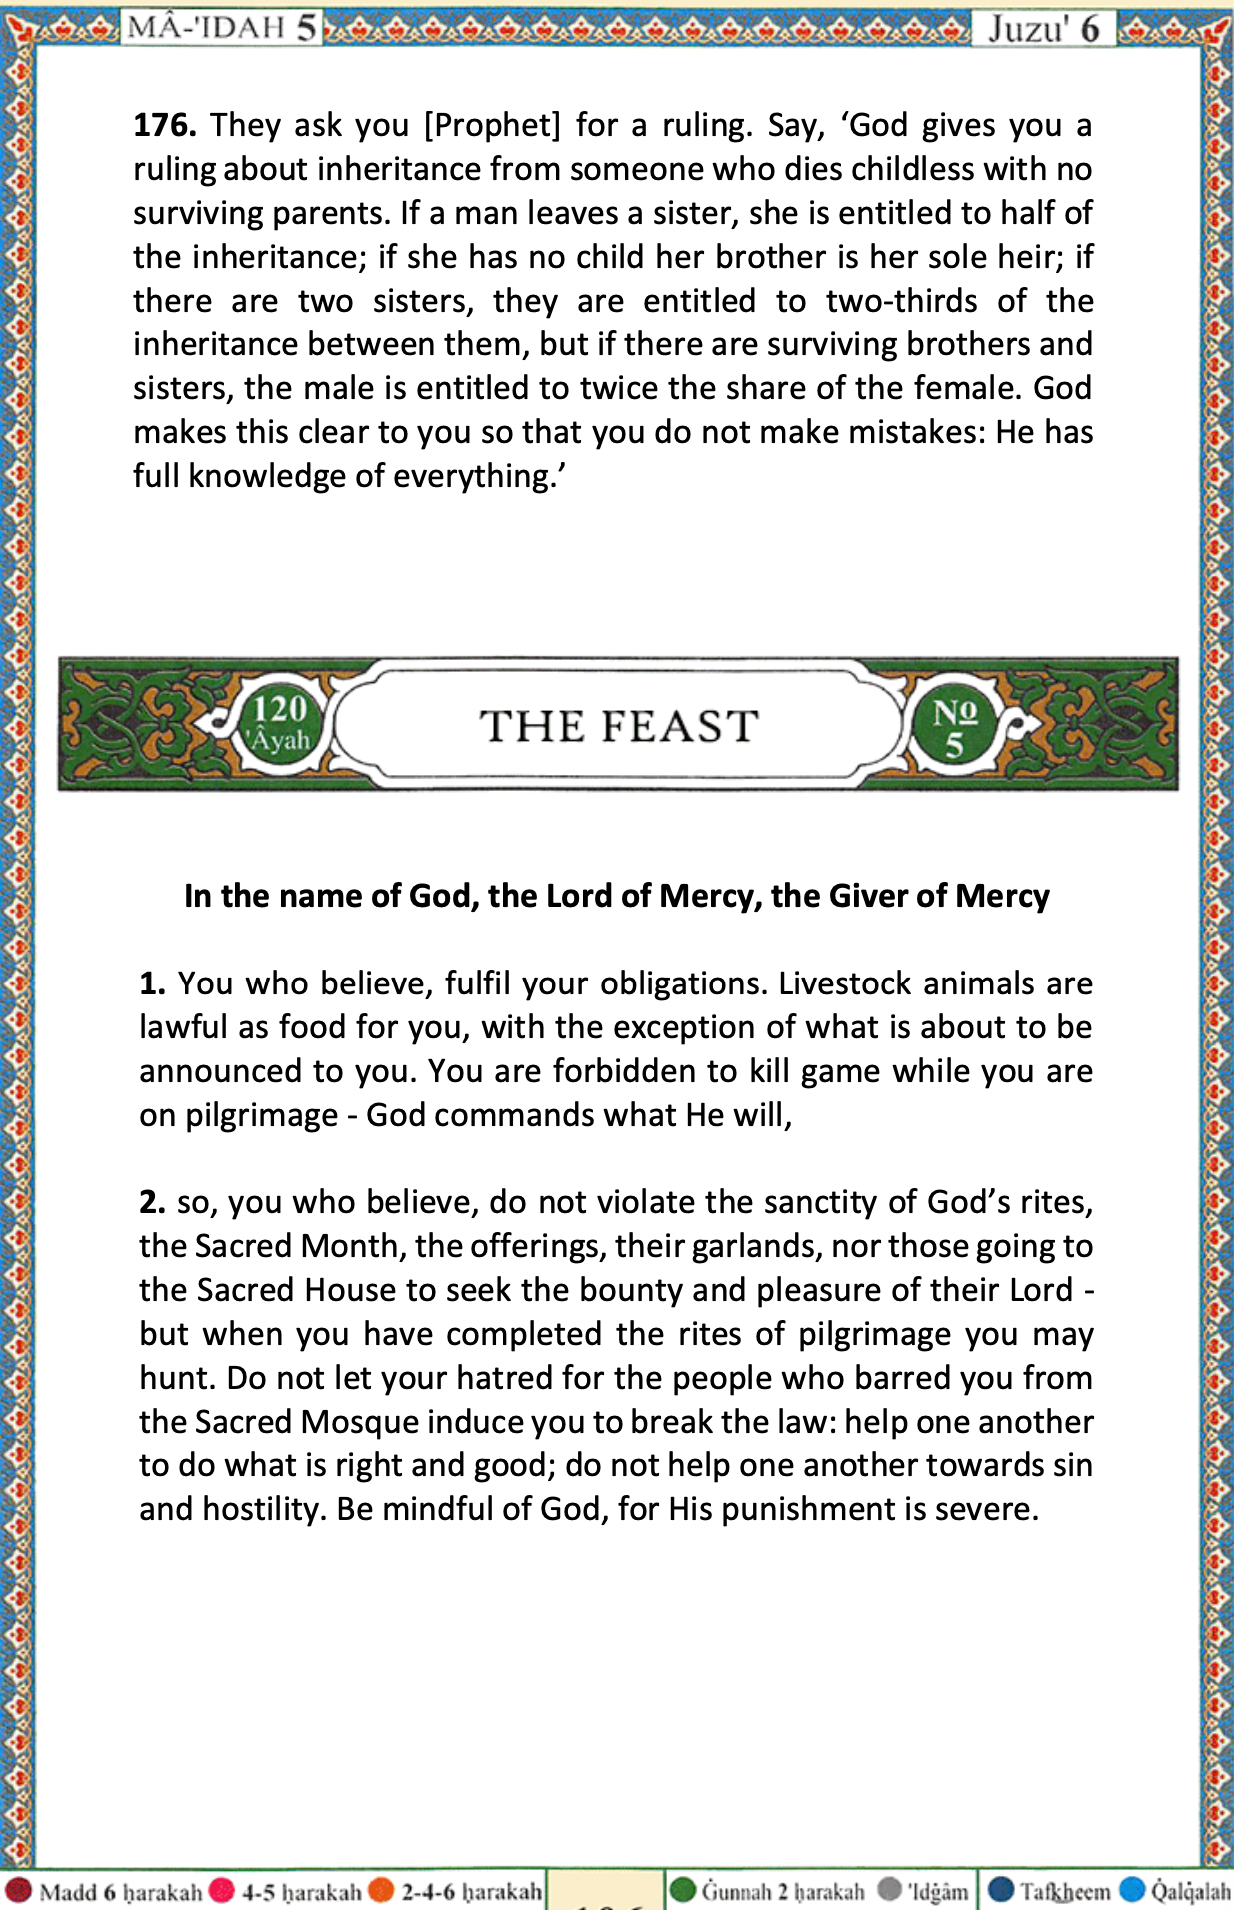 MÂ-'IDAH 5
Juzu' 6
176. They ask you [Prophet] for a ruling. Say, ‘God gives you a
ruling about inheritance from someone who dies childless with no
surviving parents. If a man leaves a sister, she is entitled to half of
the inheritance; if she has no child her brother is her sole heir; if
there are two sisters, they are entitled to two-thirds of the
inheritance between them, but if there are surviving brothers and
sisters, the male is entitled to twice the share of the female. God
makes this clear to you so that you do not make mistakes: He has
full knowledge of everything.’
120
'Âyah
THE FEAST
No
5
In the name of God, the Lord of Mercy, the Giver of Mercy
1. You who believe, fulfil your obligations. Livestock animals are
lawful as food for you, with the exception of what is about to be
announced to you. You are forbidden to kill game while you are
on pilgrimage - God commands what He will,
2. so, you who believe, do not violate the sanctity of God’s rites,
the Sacred Month, the offerings, their garlands, nor those going to
the Sacred House to seek the bounty and pleasure of their Lord -
but when you have completed the rites of pilgrimage you may
hunt. Do not let your hatred for the people who barred you from
the Sacred Mosque induce you to break the law: help one another
to do what is right and good; do not help one another towards sin
and hostility. Be mindful of God, for His punishment is severe.
Madd 6 ḥarakah 4-5 ḥarakah 2-4-6 ḥarakah
Ġunnah 2 ḥarakah 'Idġâm
Tafkheem Q̇alq̇alah